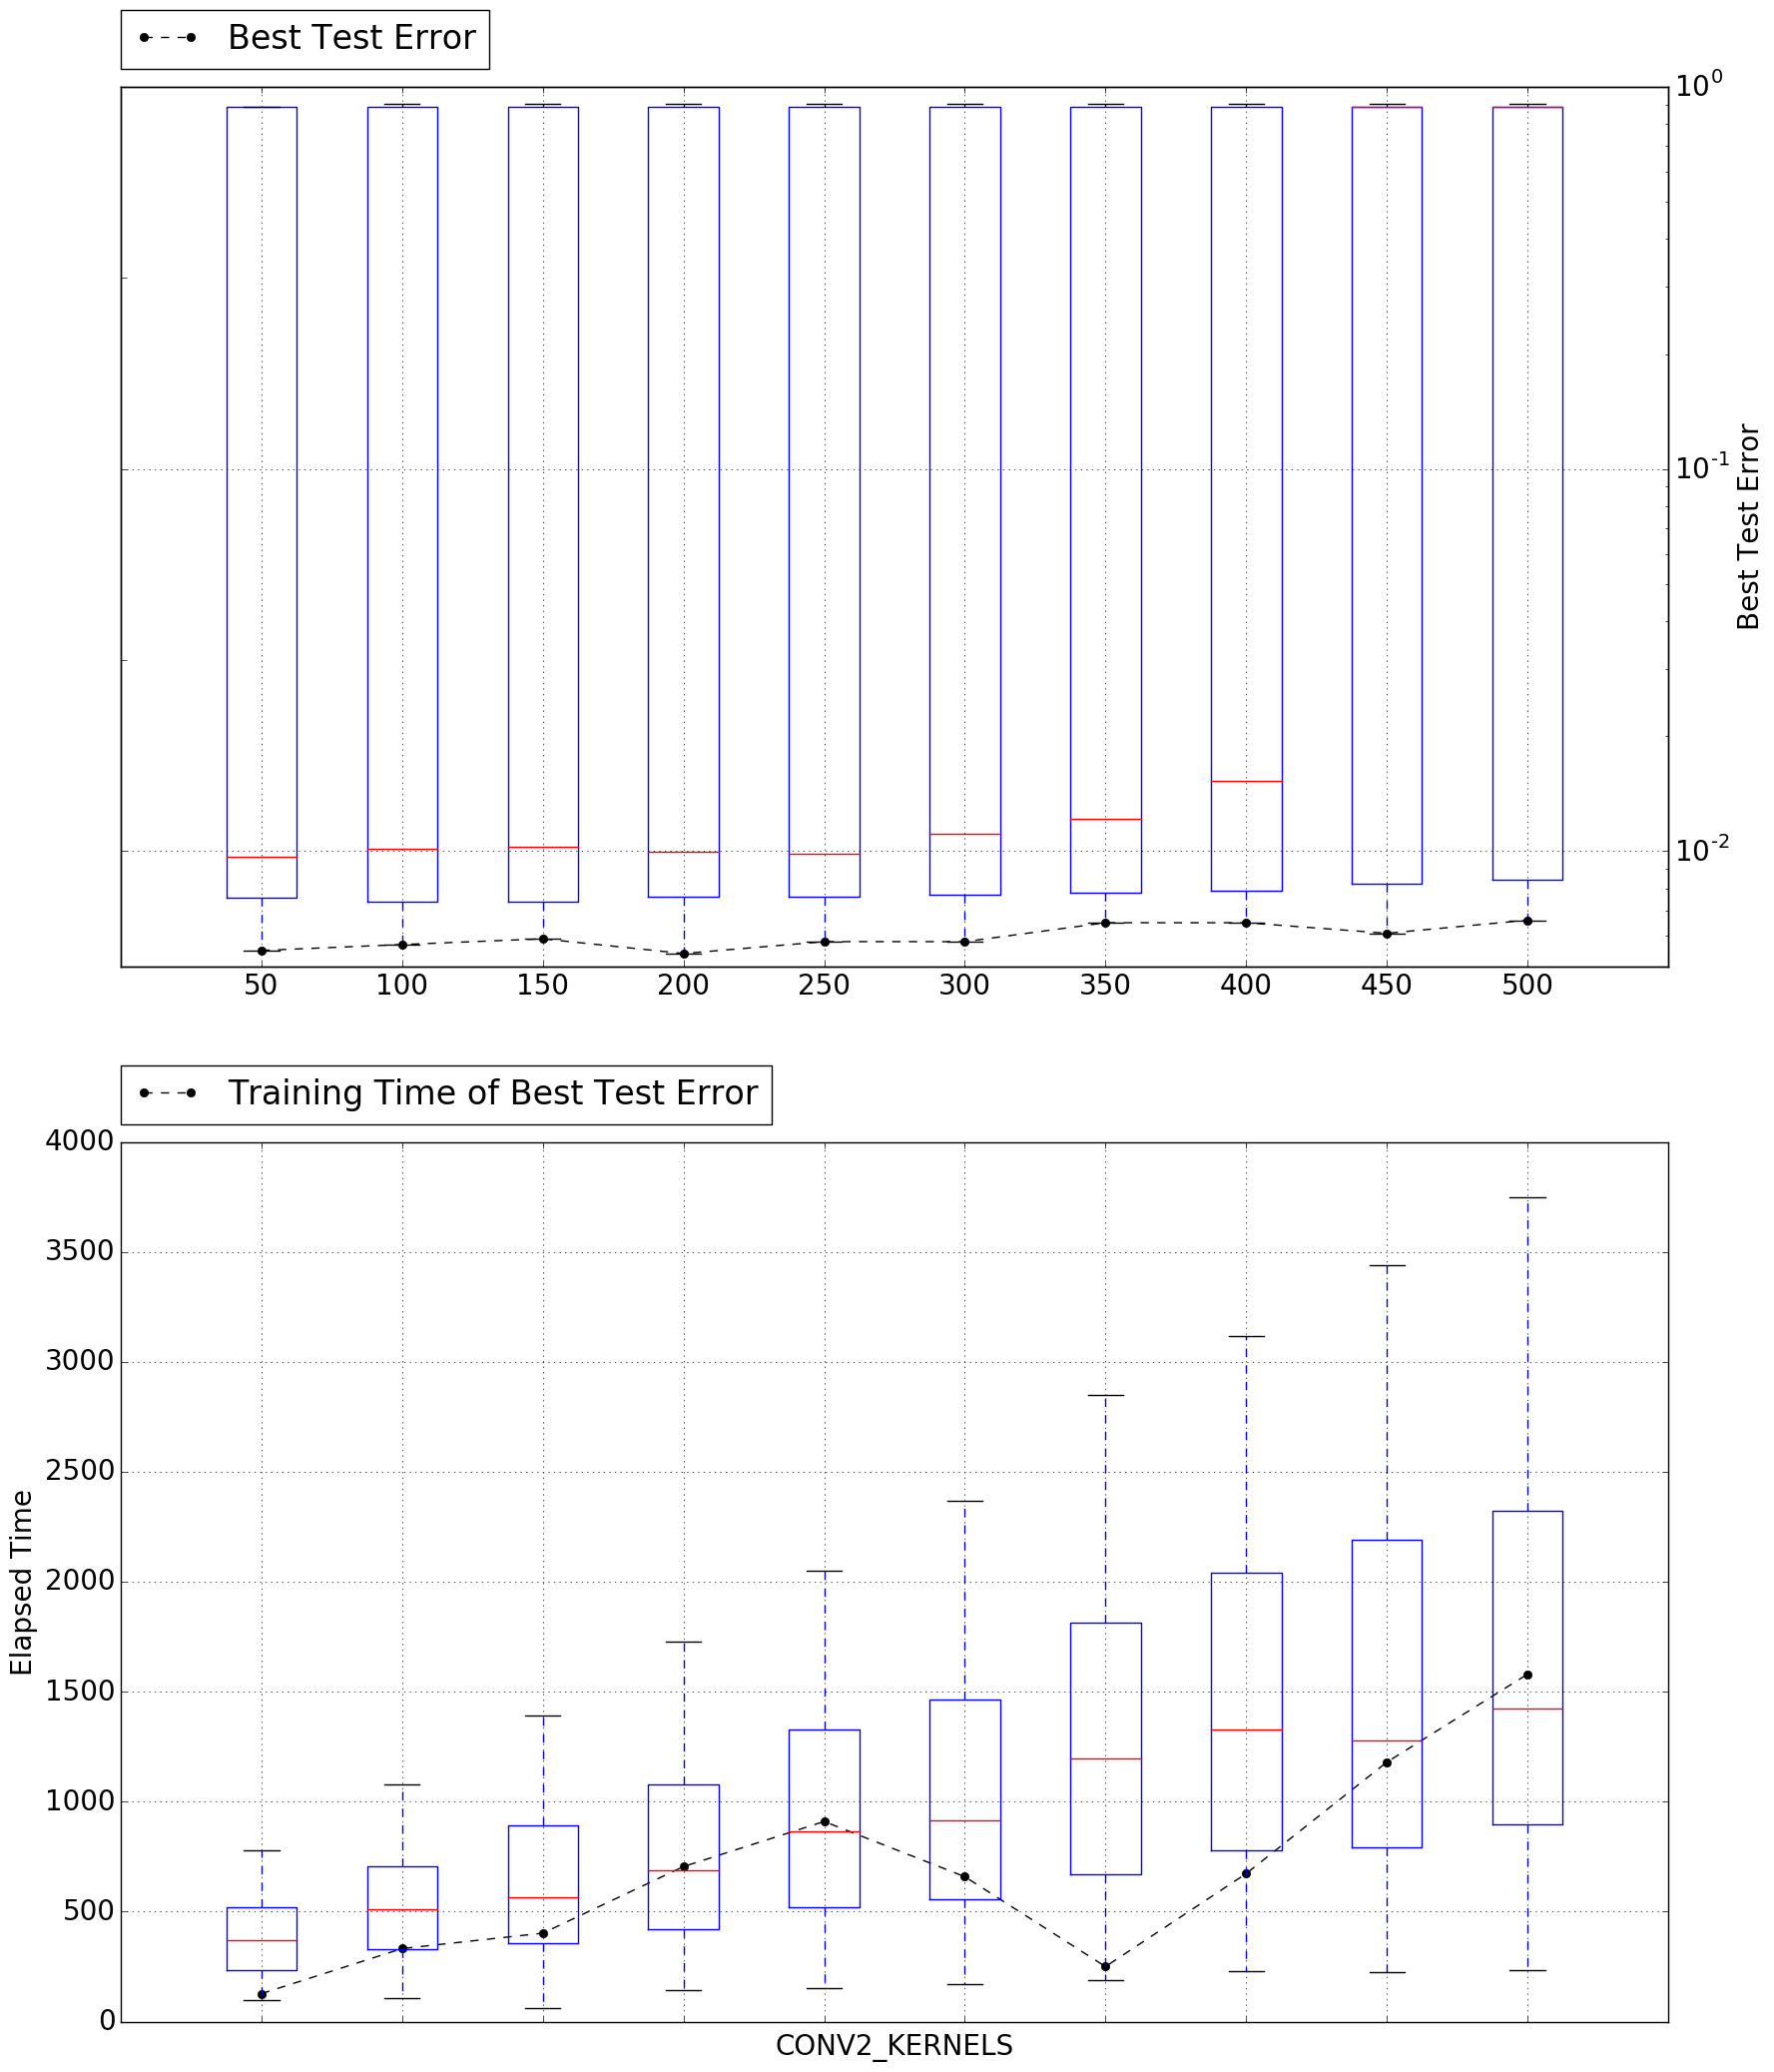 Best Test Error
10^0
10^-1
10^-2
Best Test Error
50 100 150 200 250 300 350 400 450 500
Training Time of Best Test Error
4000
3500
3000
2500
2000
1500
1000
500
0
Elapsed Time
CONV2_KERNELS